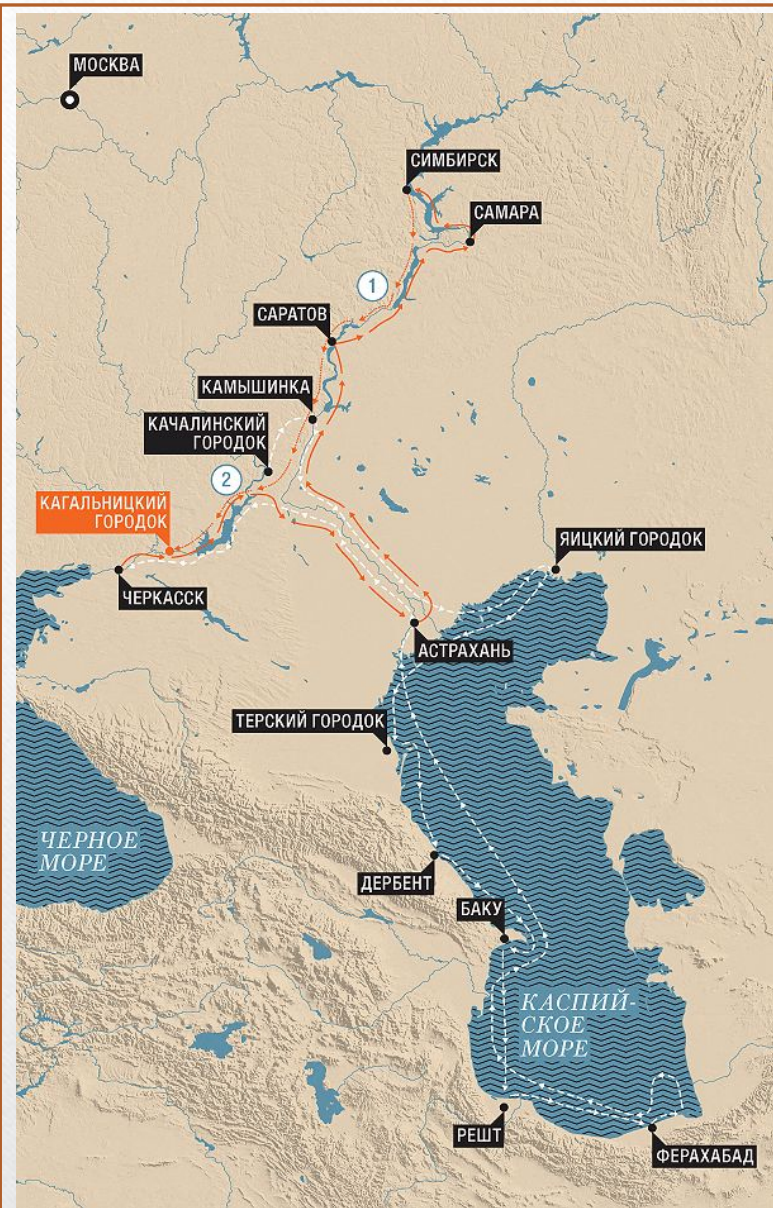 МОСКВА
СИМБИРСК
САМАРА
1
САРАТОВ
КАМЫШИНКА
КАЧАЛИНСКИЙ
ГОРОДОК
2
КАГАЛЬНИЦКИЙ
ГОРОДОК
ЯИЦКИЙ ГОРОДОК
ЧЕРКАССК
АСТРАХАНЬ
ТЕРСКИЙ ГОРОДОК
ЧЕРНОЕ
МОРЕ
ДЕРБЕНТ
БАКУ
КАСПИЙ-
СКОЕ
МОРЕ
РЕШТ
ФЕРАХАБАД